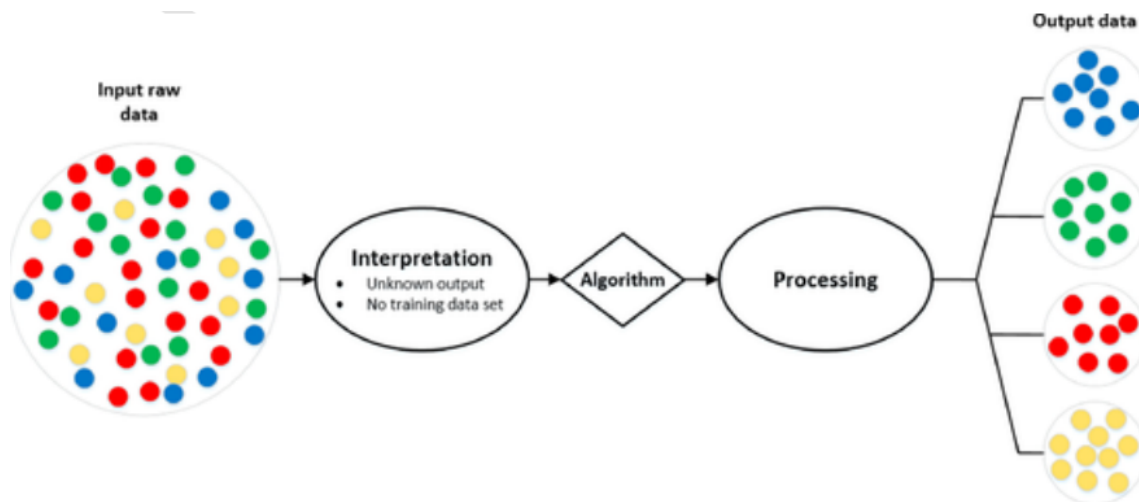 Input raw
data
Interpretation
• Unknown output
• No training data set
Algorithm
Processing
Output data